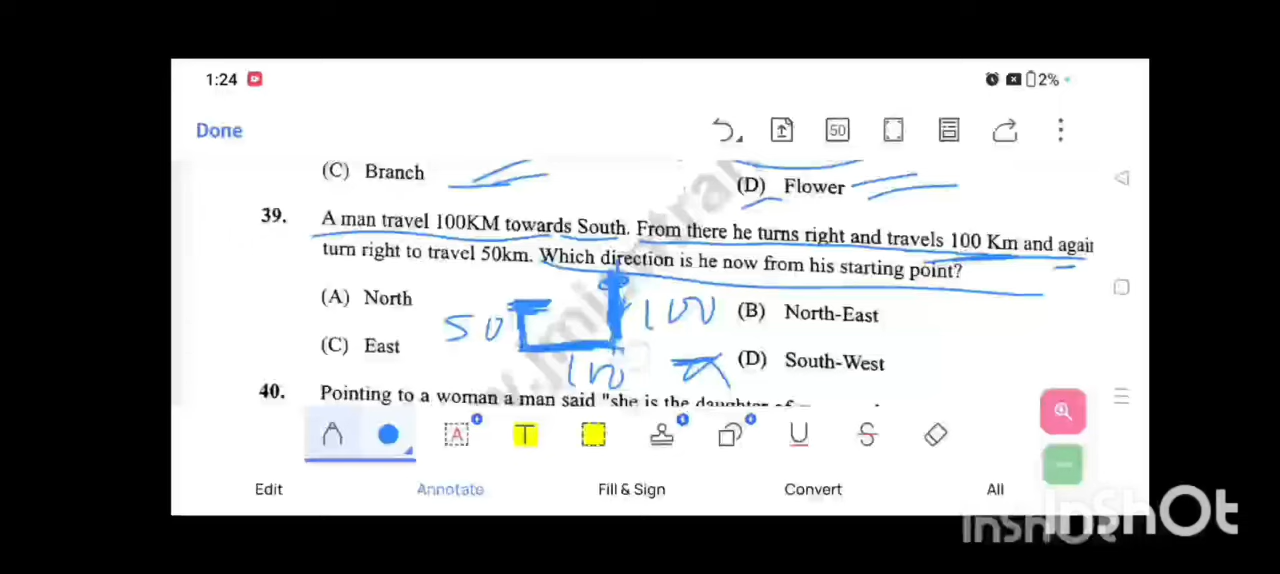 1:24 2%
Done 50
(C) Branch (D) Flower
39. A man travel 100KM towards South. From there he turns right and travels 100 Km and again
turn right to travel 50km. Which direction is he now from his starting point?
(A) North (B) North-East
50 100
(C) East (D) South-West
100
40. Pointing to a woman a man said "she is the daughter of
A T U S
Edit Annotate Fill & Sign Convert All
InShOt
InShOt